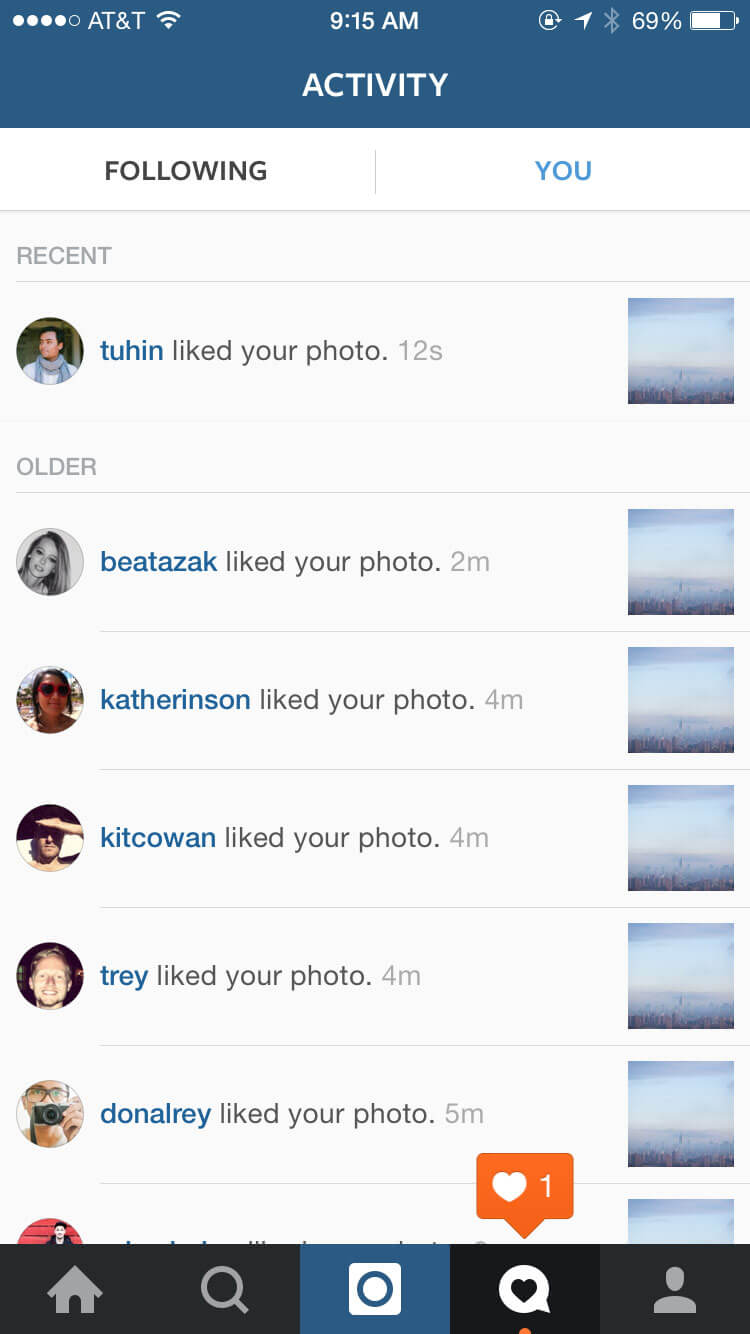 AT&T 9:15 AM 69%
ACTIVITY
FOLLOWING YOU
RECENT
tuhin liked your photo. 12s
OLDER
beatazak liked your photo. 2m
katherinson liked your photo. 4m
kitcowan liked your photo. 4m
trey liked your photo. 4m
donalrey liked your photo. 5m
1